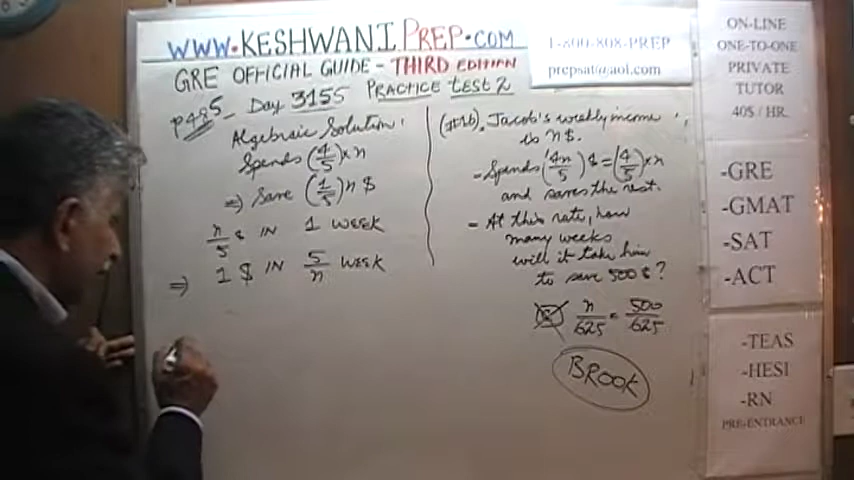 WWW.KESHWANIPREP.COM
1-800-808-PREP
prepsat@aol.com
GRE OFFICIAL GUIDE - THIRD EDITION
P485 - Day 3155 PRACTICE TEST 2
Algebraic Solution:
Spends (4/5)xn
⇒ Save (1/5)n $
n/5 $ IN 1 WEEK
⇒ 1 $ IN 5/n WEEK
(#16). Jacob's weekly income
is n$.
- Spends (4n/5) $ = (4/5)xn
and saves the rest.
- At this rate, how
many weeks
will it take him
to save 500 $?
n/625 = 500/625
BROOK
ON-LINE
ONE-TO-ONE
PRIVATE
TUTOR
40$ / HR.
-GRE
-GMAT
-SAT
-ACT
-TEAS
-HESI
-RN
PRE-ENTRANCE